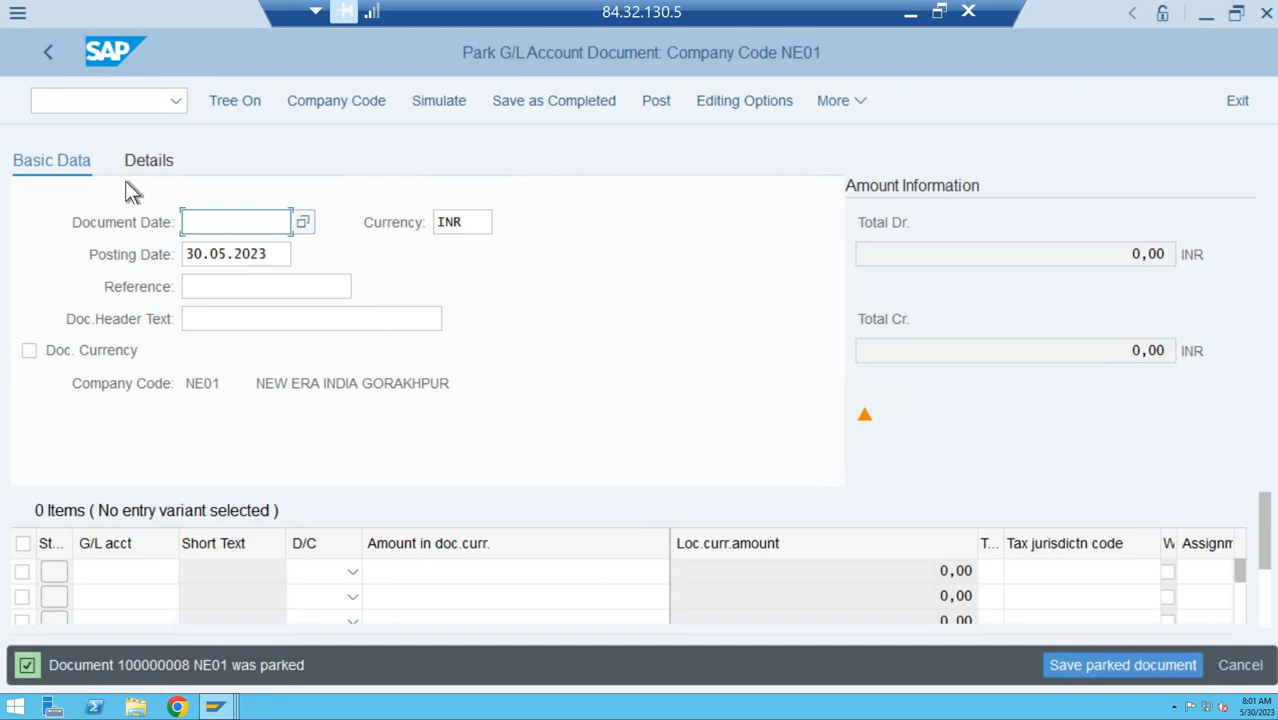 84.32.130.5
SAP
Park G/L Account Document: Company Code NE01
Tree On
Company Code
Simulate
Save as Completed
Post
Editing Options
More
Exit
Basic Data
Details
Amount Information
Document Date:
Currency: INR
Total Dr.
Posting Date: 30.05.2023
0,00 INR
Reference:
Doc.Header Text:
Total Cr.
Doc. Currency
0,00 INR
Company Code: NE01 NEW ERA INDIA GORAKHPUR
0 Items ( No entry variant selected )
St... G/L acct Short Text D/C Amount in doc.curr. Loc.curr.amount T... Tax jurisdictn code W Assignm
0,00
0,00
0,00
Document 100000008 NE01 was parked
Save parked document
Cancel
8:01 AM
5/30/2023